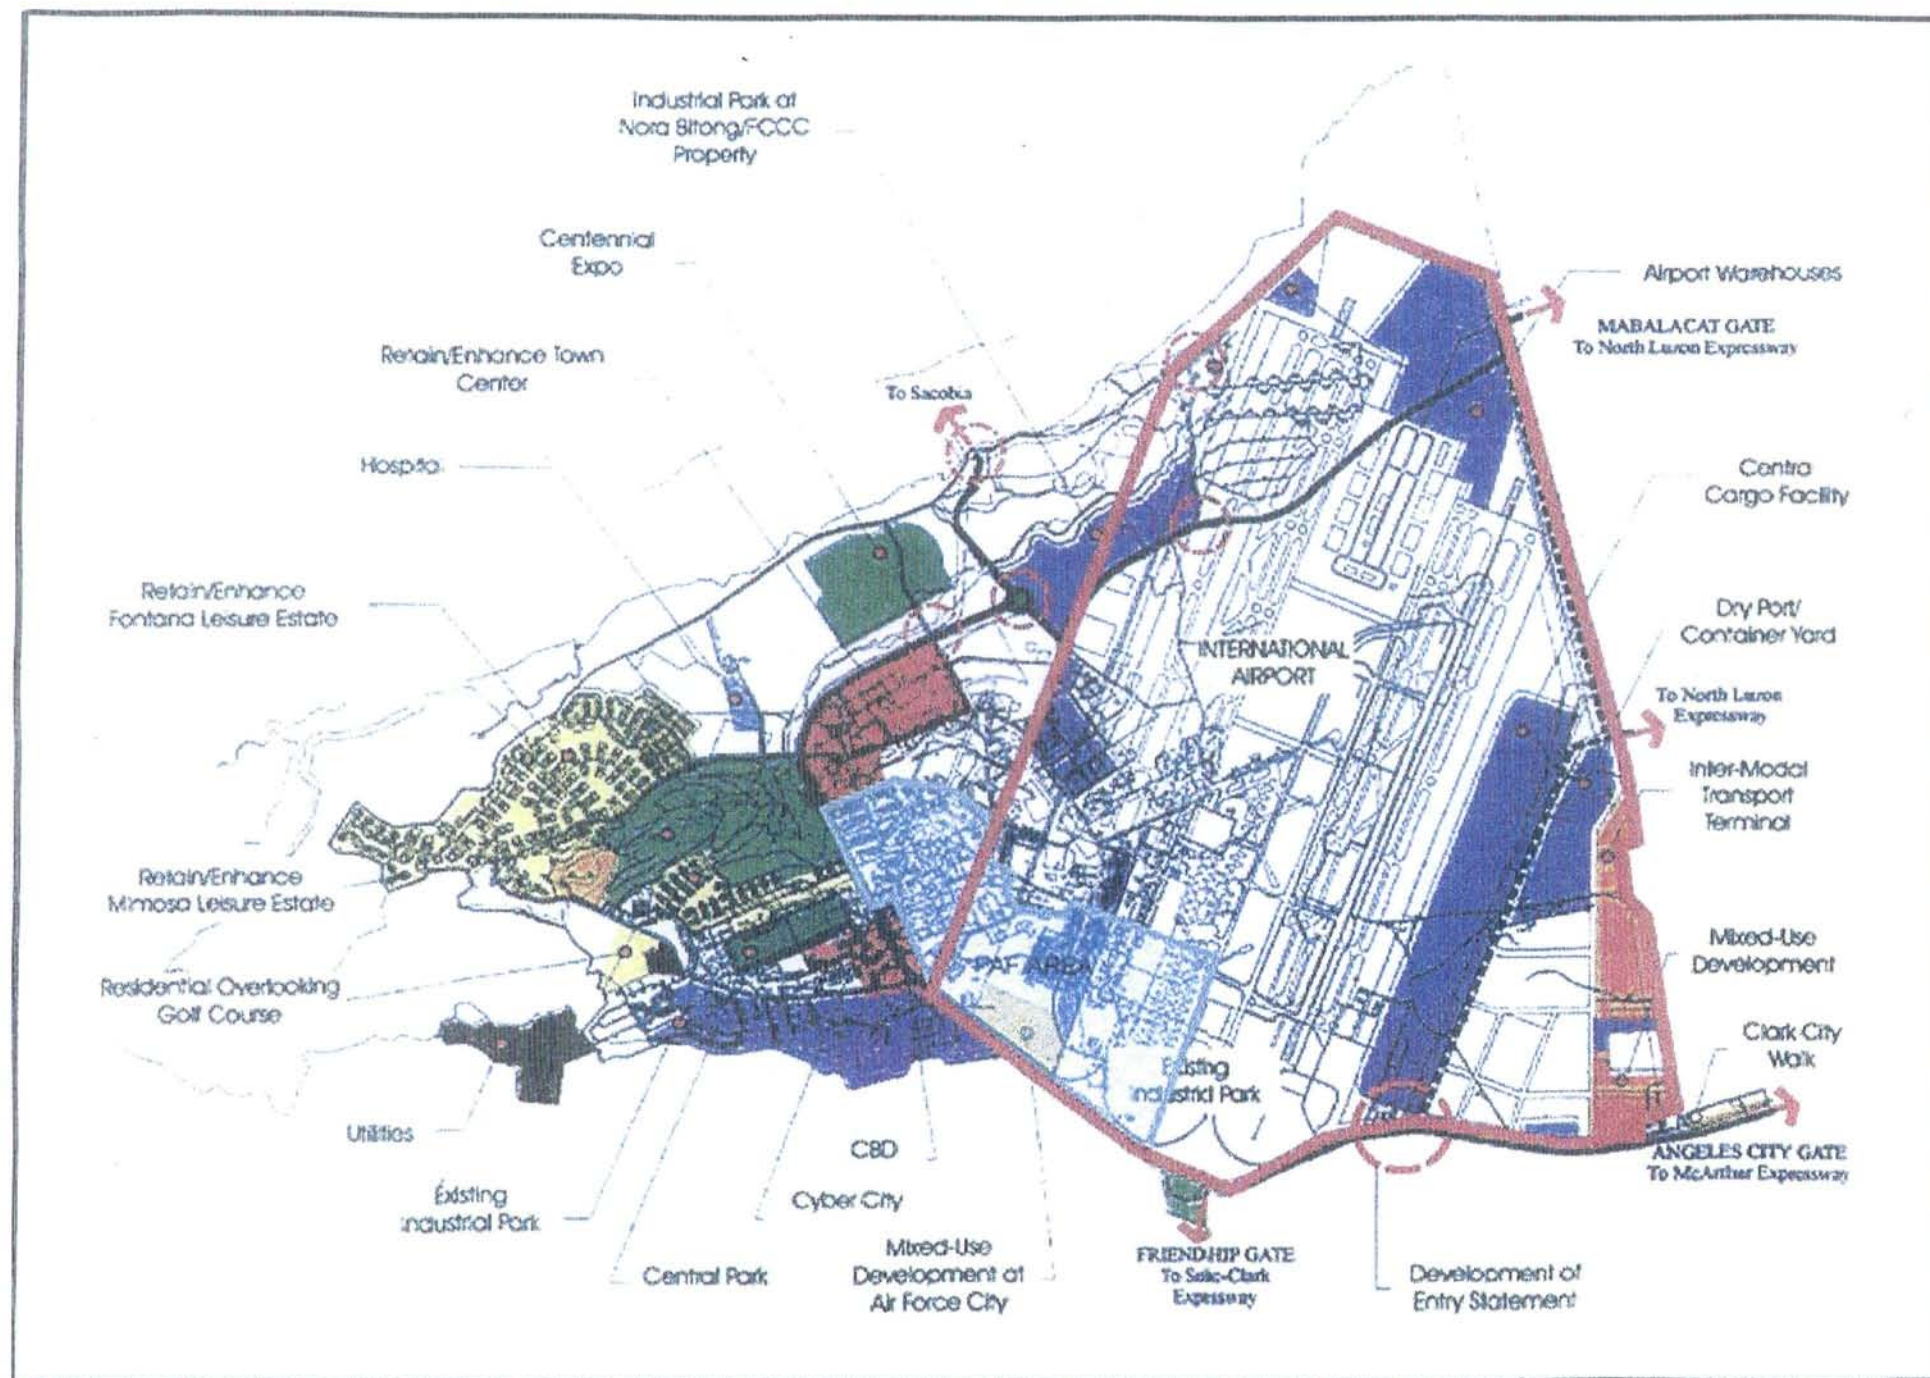 Industrial Park at
Nora Bitong/FCCC
Property
Centennial
Expo
Retain/Enhance Town
Center
Hospital
Retain/Enhance
Fontana Leisure Estate
Retain/Enhance
Mimosa Leisure Estate
Residential Overlooking
Golf Course
Utilities
Existing
Industrial Park
Central Park
Cyber City
CBD
Mixed-Use
Development at
Air Force City
To Sacobia
INTERNATIONAL
AIRPORT
PAF AREA
Existing
Industrial Park
FRIENDHIP GATE
To Subic-Clark
Expressway
Development of
Entry Statement
Airport Warehouses
MABALACAT GATE
To North Luzon Expressway
Centra
Cargo Facility
Dry Port/
Container Yard
To North Luzon
Expressway
Inter-Modal
Transport
Terminal
Mixed-Use
Development
Clark City
Walk
ANGELES CITY GATE
To McArthur Expressway